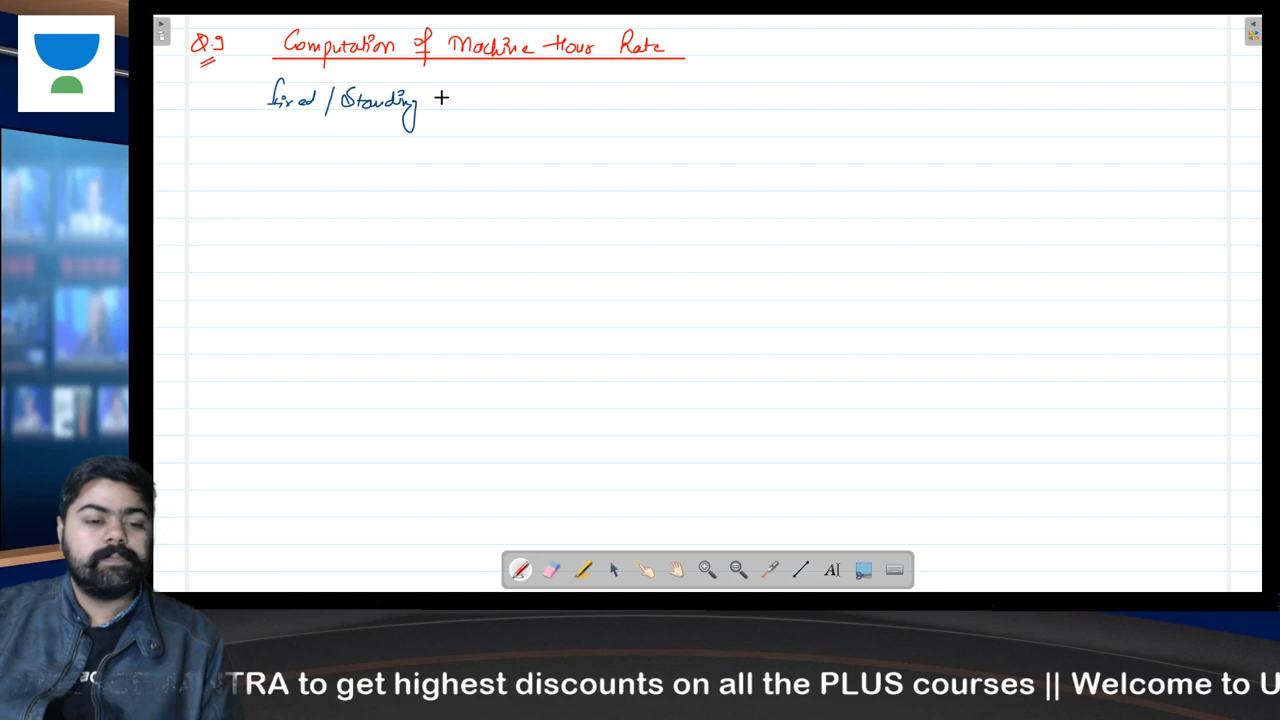 Q.9 Computation of Machine Hour Rate
fixed / Standing
AI
TRA to get highest discounts on all the PLUS courses || Welcome to U